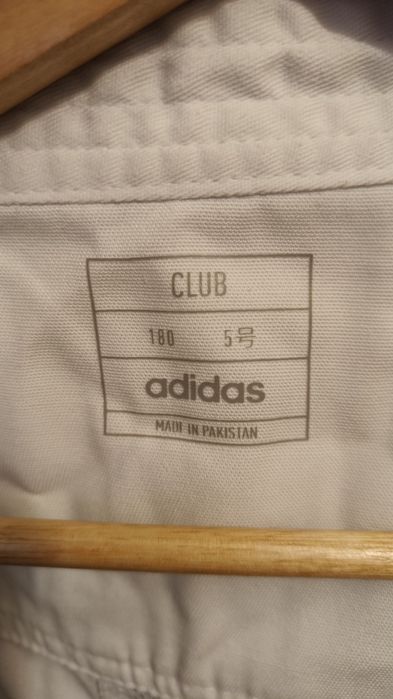 CLUB
180 5号
adidas
MADE IN PAKISTAN